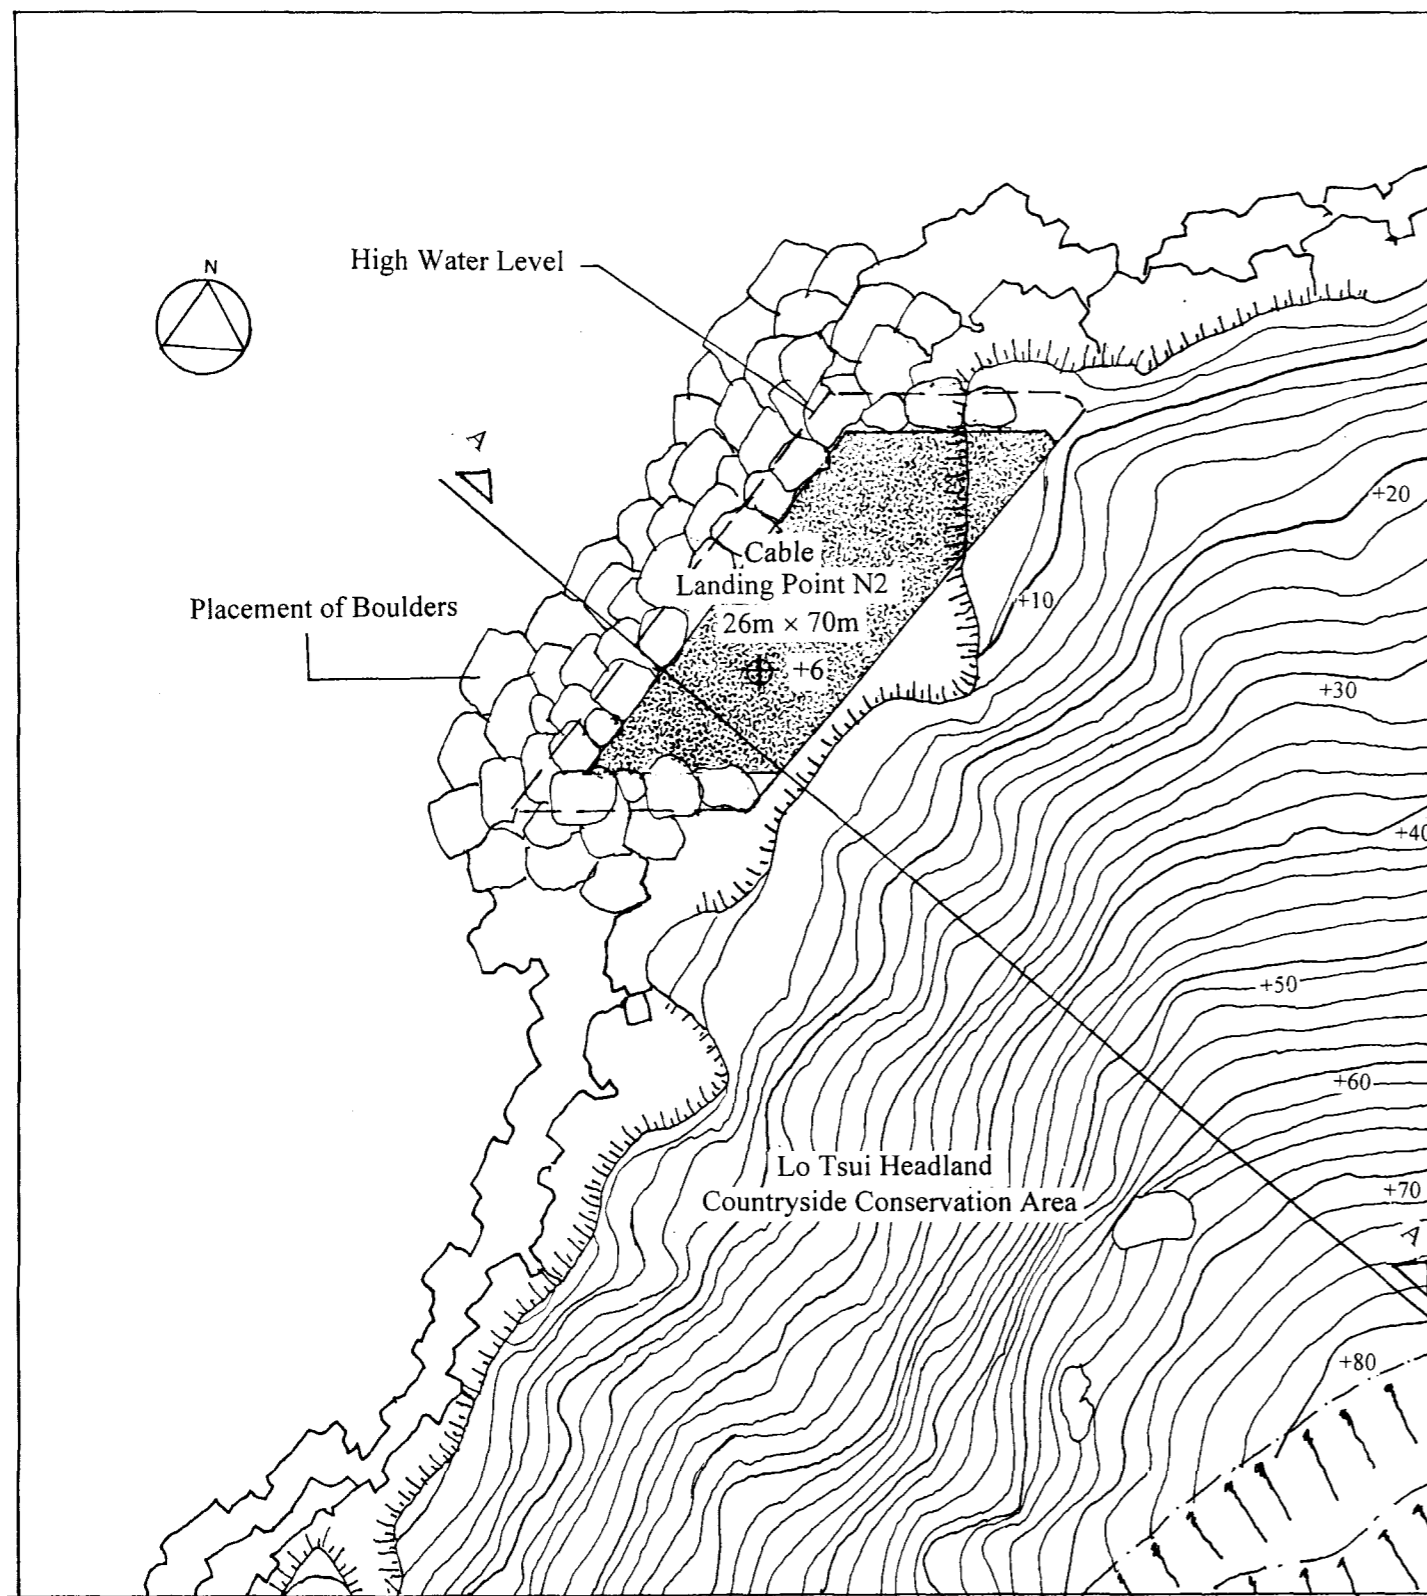 N
High Water Level
A
+20
Cable
Landing Point N2
26m × 70m
+10
Placement of Boulders
+6
+30
+40
+50
+60
Lo Tsui Headland
Countryside Conservation Area
+70
A
+80